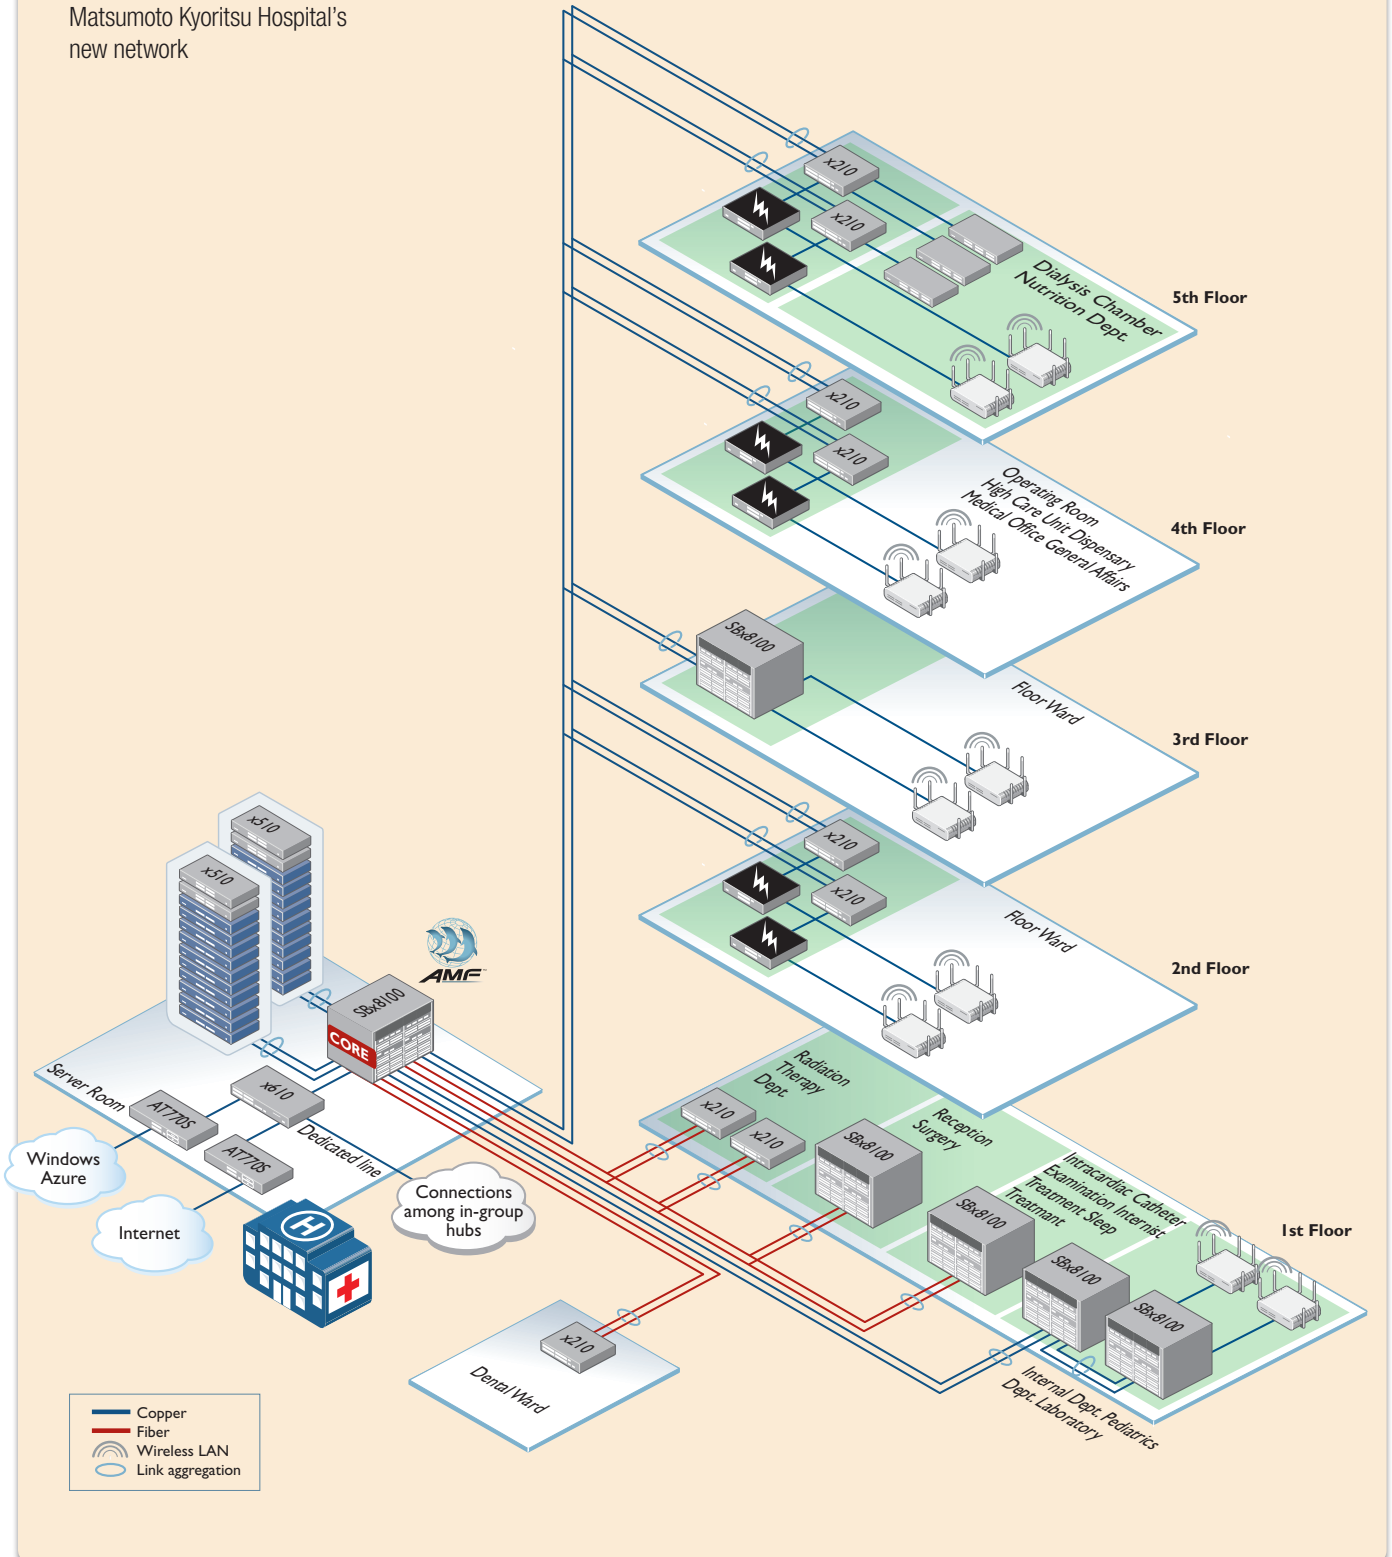 Matsumoto Kyoritsu Hospital's
new network
x210
x210
Dialysis Chamber
Nutrition Dept.
5th Floor
x210
x210
Operating Room
High Care Unit Dispensary
Medical Office General Affairs
4th Floor
SBx8100
Floor Ward
3rd Floor
x210
x210
Floor Ward
2nd Floor
x510
x510
AMF
SBx8100
CORE
Server Room
x610
AT770S
AT770S
Dedicated line
Windows
Azure
Internet
Connections
among in-group
hubs
H
Radiation
Therapy
Dept.
x210
x210
SBx8100
Reception
Surgery
SBx8100
Intracardiac Catheter
Examination Internist
Treatment Sleep
Treatmant
SBx8100
SBx8100
1st Floor
Internal Dept. Pediatrics
Dept. Laboratory
x210
Dental Ward
Copper
Fiber
Wireless LAN
Link aggregation